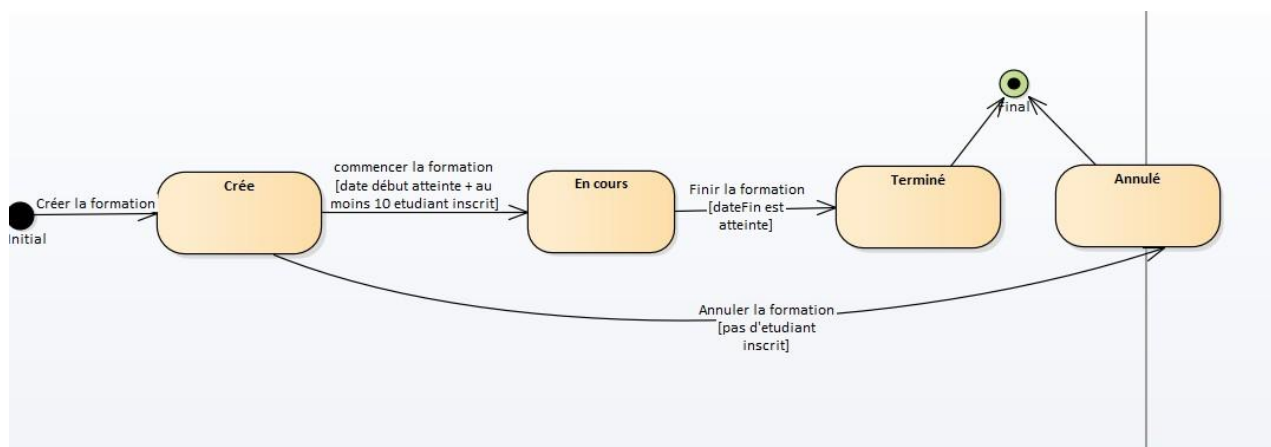 Final
commencer la formation
[date début atteinte + au
moins 10 etudiant inscrit]
Crée
En cours
Terminé
Annulé
Créer la formation
Finir la formation
[dateFin est
atteinte]
Initial
Annuler la formation
[pas d'etudiant
inscrit]